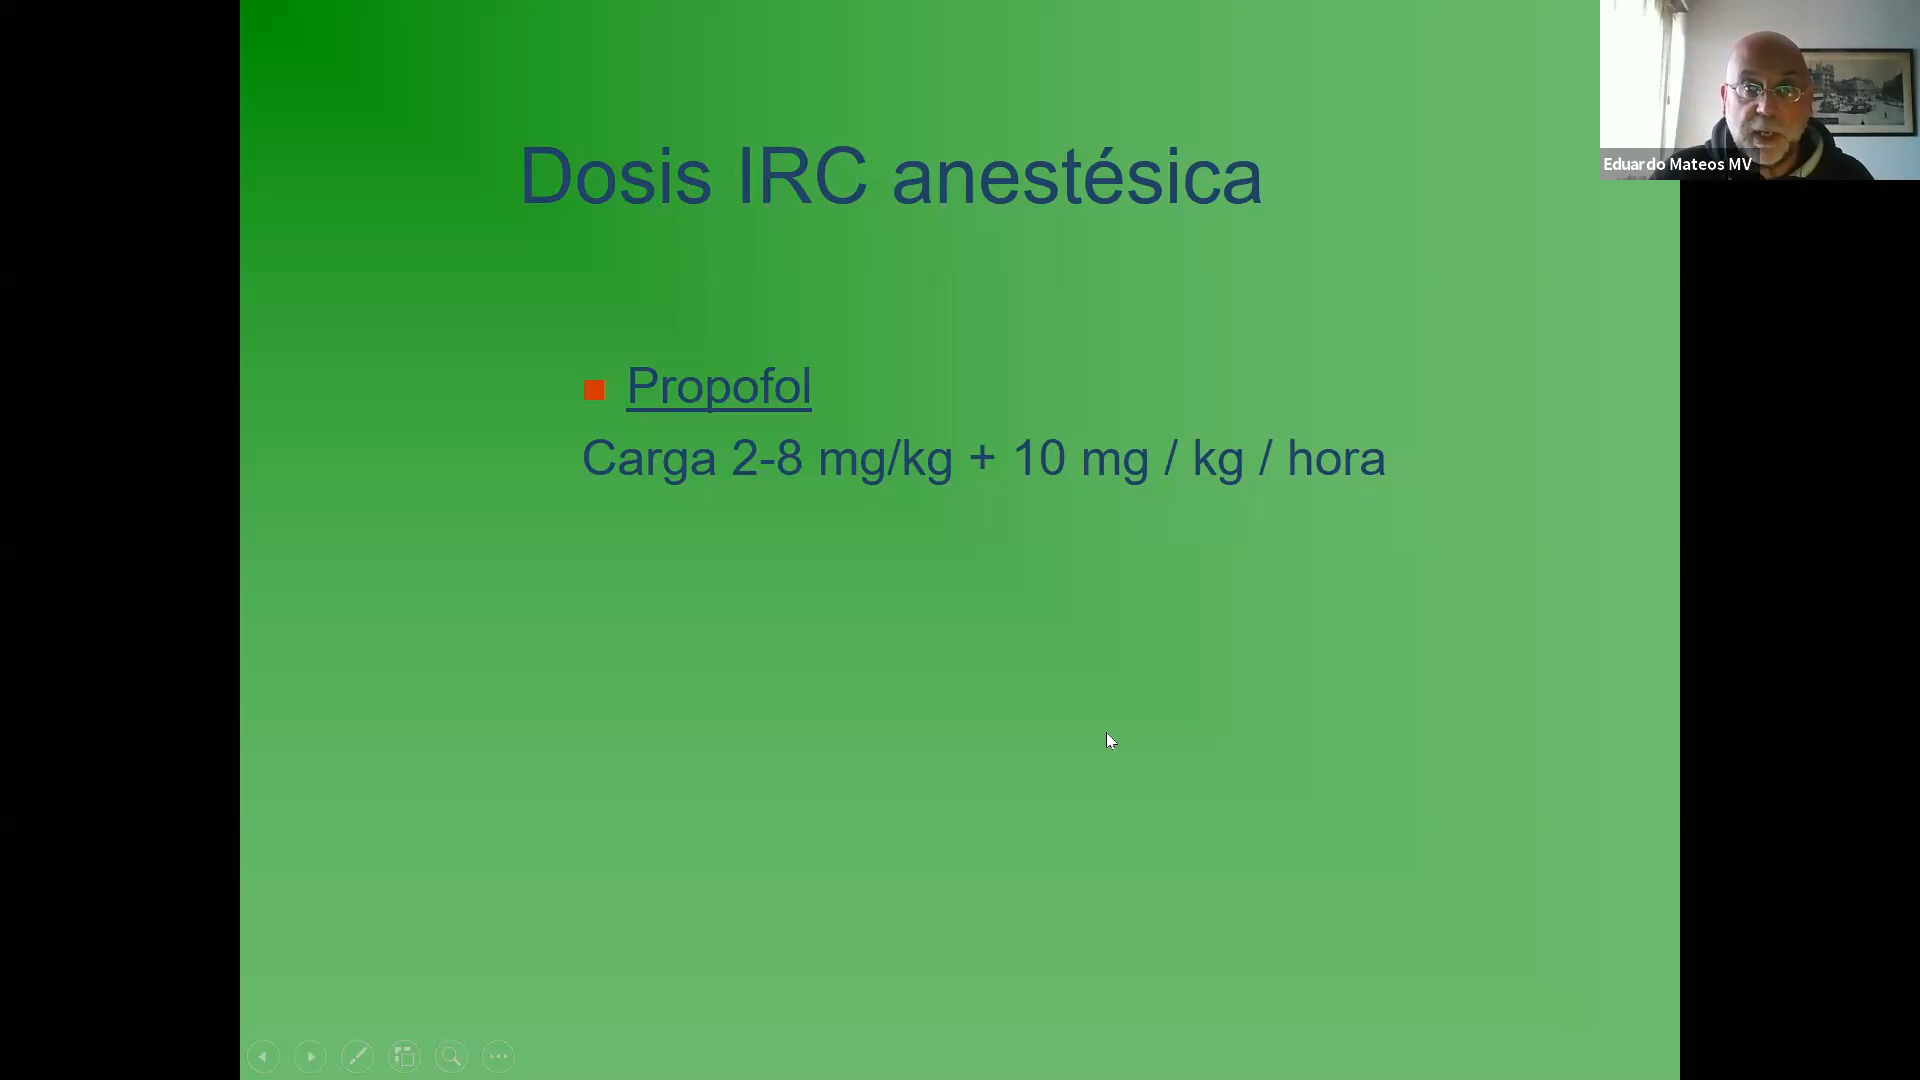 Dosis IRC anestésica
Propofol
Carga 2-8 mg/kg + 10 mg / kg / hora
Eduardo Mateos MV